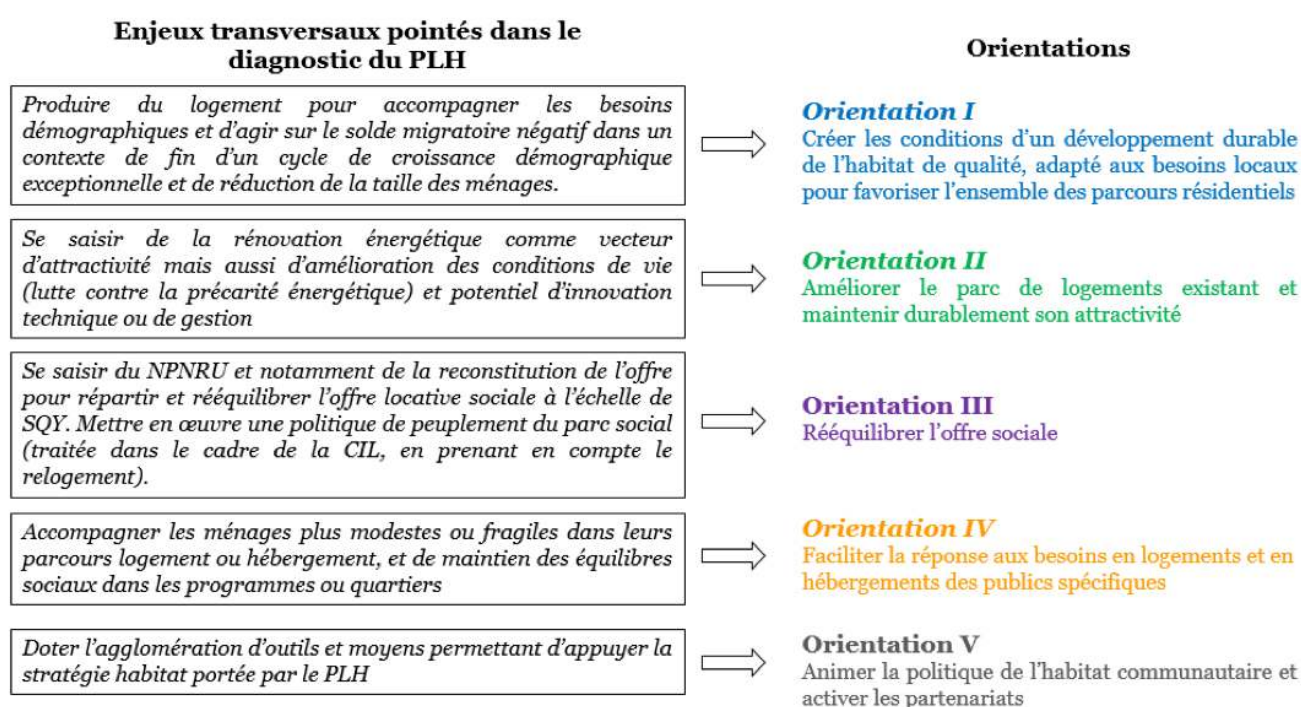 Enjeux transversaux pointés dans le
diagnostic du PLH
Orientations
Produire du logement pour accompagner les besoins
démographiques et d'agir sur le solde migratoire négatif dans un
contexte de fin d'un cycle de croissance démographique
exceptionnelle et de réduction de la taille des ménages.
Orientation I
Créer les conditions d'un développement durable
de l'habitat de qualité, adapté aux besoins locaux
pour favoriser l'ensemble des parcours résidentiels
Se saisir de la rénovation énergétique comme vecteur
d'attractivité mais aussi d'amélioration des conditions de vie
(lutte contre la précarité énergétique) et potentiel d'innovation
technique ou de gestion
Orientation II
Améliorer le parc de logements existant et
maintenir durablement son attractivité
Se saisir du NPNRU et notamment de la reconstitution de l'offre
pour répartir et rééquilibrer l'offre locative sociale à l'échelle de
SQY. Mettre en œuvre une politique de peuplement du parc social
(traitée dans le cadre de la CIL, en prenant en compte le
relogement).
Orientation III
Rééquilibrer l'offre sociale
Accompagner les ménages plus modestes ou fragiles dans leurs
parcours logement ou hébergement, et de maintien des équilibres
sociaux dans les programmes ou quartiers
Orientation IV
Faciliter la réponse aux besoins en logements et en
hébergements des publics spécifiques
Doter l'agglomération d'outils et moyens permettant d'appuyer la
stratégie habitat portée par le PLH
Orientation V
Animer la politique de l'habitat communautaire et
activer les partenariats